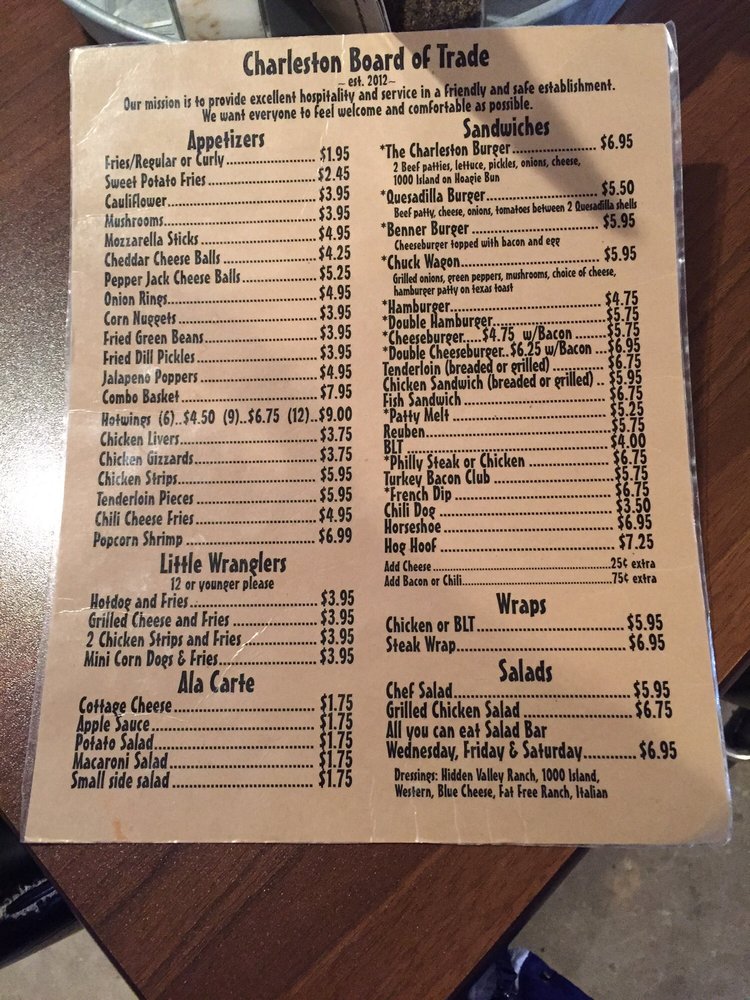 Charleston Board of Trade
~est. 2012~
Our mission is to provide excellent hospitality and service in a friendly and safe establishment.
We want everyone to feel welcome and comfortable as possible.
Appetizers
Fries/Regular or Curly $1.95
Sweet Potato Fries $2.45
Cauliflower $3.95
Mushrooms $3.95
Mozzarella Sticks $4.95
Cheddar Cheese Balls $4.25
Pepper Jack Cheese Balls $5.25
Onion Rings $4.95
Corn Nuggets $3.95
Fried Green Beans $3.95
Fried Dill Pickles $3.95
Jalapeno Poppers $4.95
Combo Basket $7.95
Hotwings (6)..$4.50 (9)..$6.75 (12)..$9.00
Chicken Livers $3.75
Chicken Gizzards $3.75
Chicken Strips $5.95
Tenderloin Pieces $5.95
Chili Cheese Fries $4.95
Popcorn Shrimp $6.99
Little Wranglers
12 or younger please
Hotdog and Fries $3.95
Grilled Cheese and Fries $3.95
2 Chicken Strips and Fries $3.95
Mini Corn Dogs & Fries $3.95
Ala Carte
Cottage Cheese $1.75
Apple Sauce $1.75
Potato Salad $1.75
Macaroni Salad $1.75
Small side salad $1.75
Sandwiches
*The Charleston Burger $6.95
2 Beef patties, lettuce, pickles, onions, cheese,
1000 Island on Hoagie Bun
*Quesadilla Burger $5.50
Beef patty, cheese, onions, tomatoes between 2 Quesadilla shells
*Benner Burger $5.95
Cheeseburger topped with bacon and egg
*Chuck Wagon $5.95
Grilled onions, green peppers, mushrooms, choice of cheese,
hamburger patty on texas toast
*Hamburger $4.75
*Double Hamburger $5.75
*Cheeseburger.....$4.75 w/Bacon $5.75
*Double Cheeseburger..$6.25 w/Bacon $6.95
Tenderloin (breaded or grilled) $6.75
Chicken Sandwich (breaded or grilled) $5.95
Fish Sandwich $6.75
*Patty Melt $5.25
Reuben $5.75
BLT $4.00
*Philly Steak or Chicken $6.75
Turkey Bacon Club $5.75
*French Dip $6.75
Chili Dog $3.50
Horseshoe $6.95
Hog Hoof $7.25
Add Cheese 25¢ extra
Add Bacon or Chili 75¢ extra
Wraps
Chicken or BLT $5.95
Steak Wrap $6.95
Salads
Chef Salad $5.95
Grilled Chicken Salad $6.75
All you can eat Salad Bar
Wednesday, Friday & Saturday $6.95
Dressings: Hidden Valley Ranch, 1000 Island,
Western, Blue Cheese, Fat Free Ranch, Italian